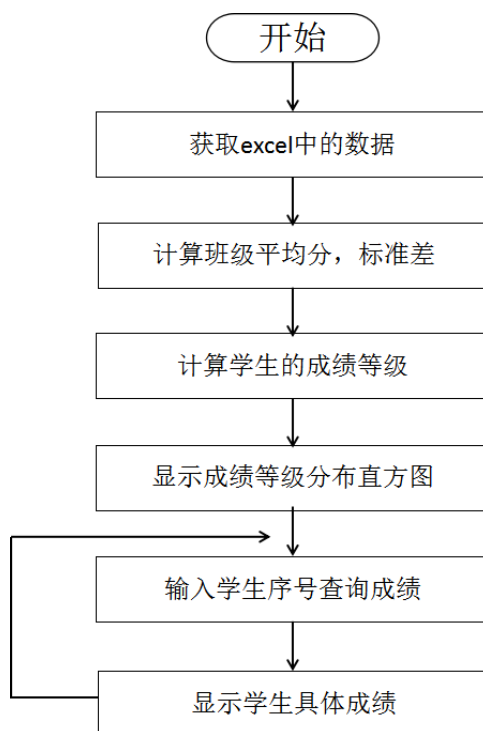 开始
获取excel中的数据
计算班级平均分，标准差
计算学生的成绩等级
显示成绩等级分布直方图
输入学生序号查询成绩
显示学生具体成绩